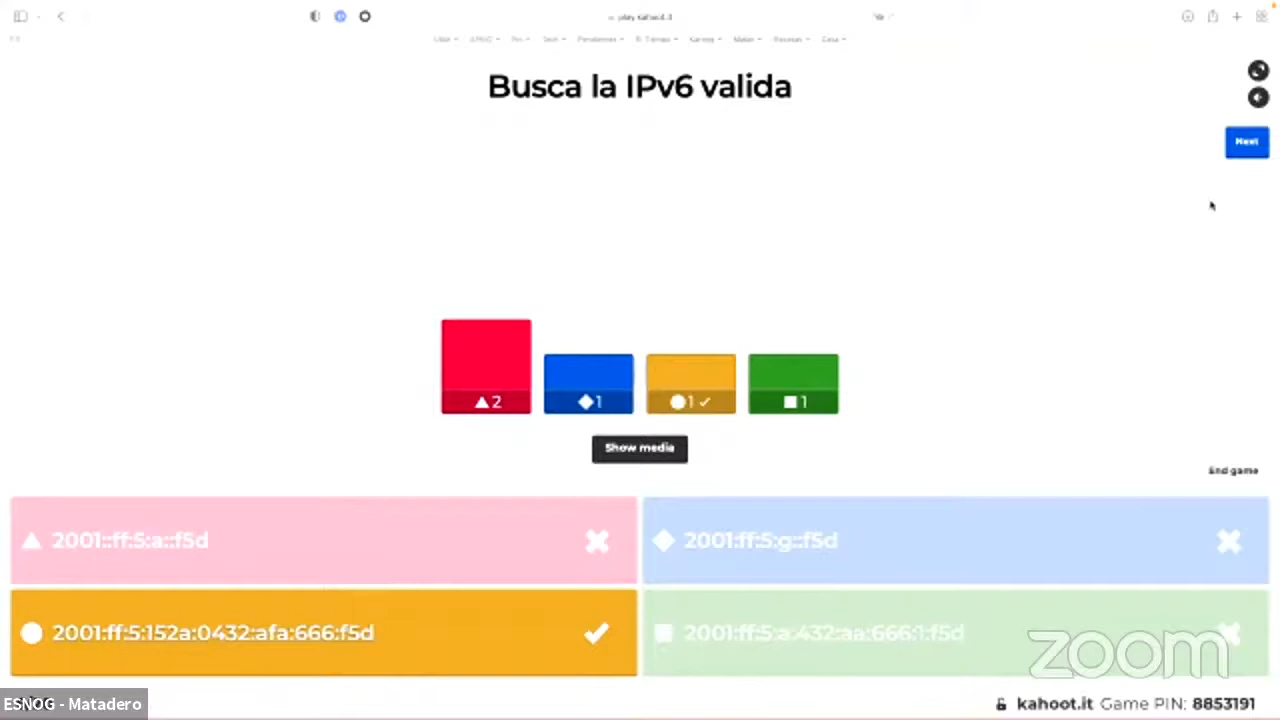 Busca la IPv6 valida
Next
2
1
1
1
Show media
End game
2001::ff:5:a::f5d
2001:ff:5:g::f5d
2001:ff:5:152a:0432:afa:666:f5d
2001:ff:5:a:432:aa:666:1:f5d
zoom
ESNOG - Matadero
kahoot.it Game PIN: 8853191